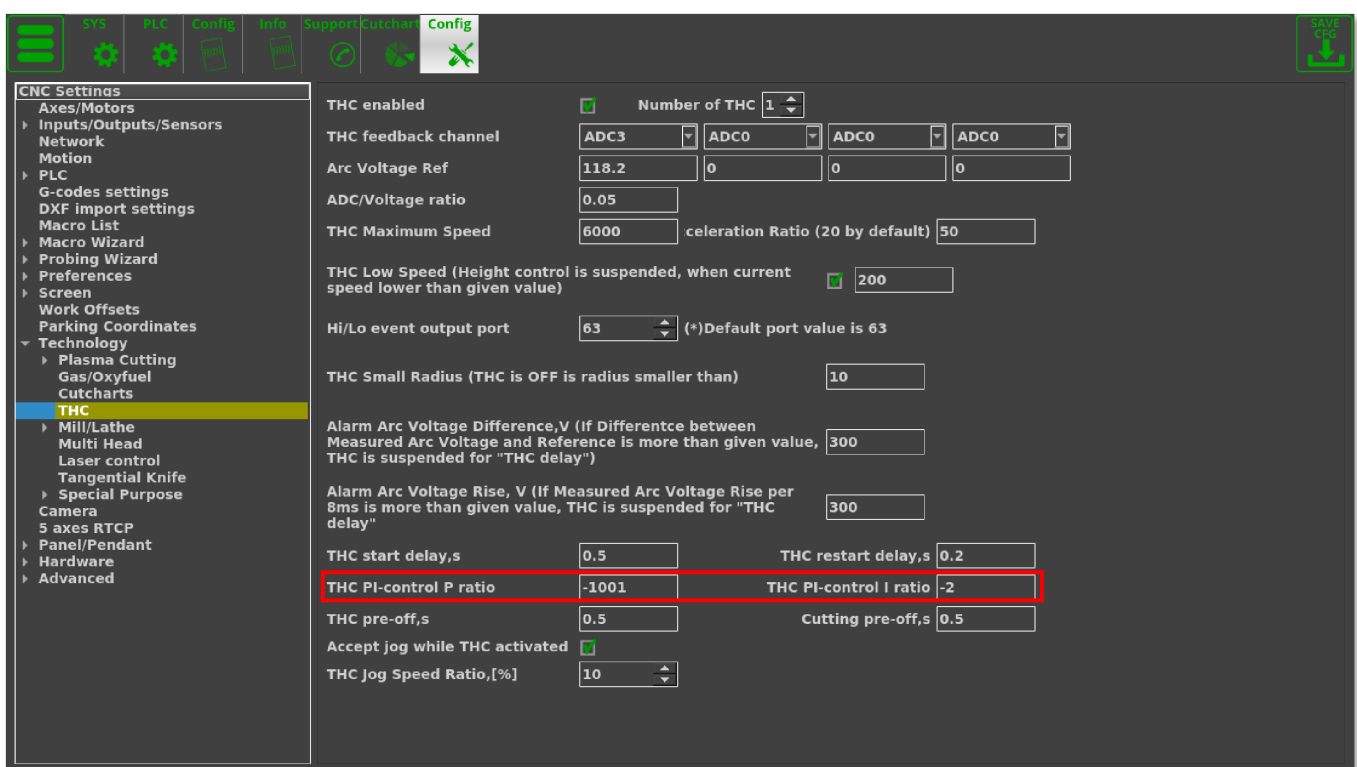 SYS PLC Config Info Support Cutchart Config
SAVE
CFG
CNC Settings
Axes/Motors
Inputs/Outputs/Sensors
Network
Motion
PLC
G-codes settings
DXF import settings
Macro List
Macro Wizard
Probing Wizard
Preferences
Screen
Work Offsets
Parking Coordinates
Technology
Plasma Cutting
Gas/Oxyfuel
Cutcharts
THC
Mill/Lathe
Multi Head
Laser control
Tangential Knife
Special Purpose
Camera
5 axes RTCP
Panel/Pendant
Hardware
Advanced
THC enabled Number of THC 1
THC feedback channel ADC3 ADC0 ADC0 ADC0
Arc Voltage Ref 118.2 0 0 0
ADC/Voltage ratio 0.05
THC Maximum Speed 6000 :celeration Ratio (20 by default) 50
THC Low Speed (Height control is suspended, when current
speed lower than given value) 200
Hi/Lo event output port 63 (*)Default port value is 63
THC Small Radius (THC is OFF is radius smaller than) 10
Alarm Arc Voltage Difference,V (If Differentce between
Measured Arc Voltage and Reference is more than given value, 300
THC is suspended for "THC delay")
Alarm Arc Voltage Rise, V (If Measured Arc Voltage Rise per
8ms is more than given value, THC is suspended for "THC 300
delay"
THC start delay,s 0.5 THC restart delay,s 0.2
THC PI-control P ratio -1001 THC PI-control I ratio -2
THC pre-off,s 0.5 Cutting pre-off,s 0.5
Accept jog while THC activated
THC Jog Speed Ratio,[%] 10